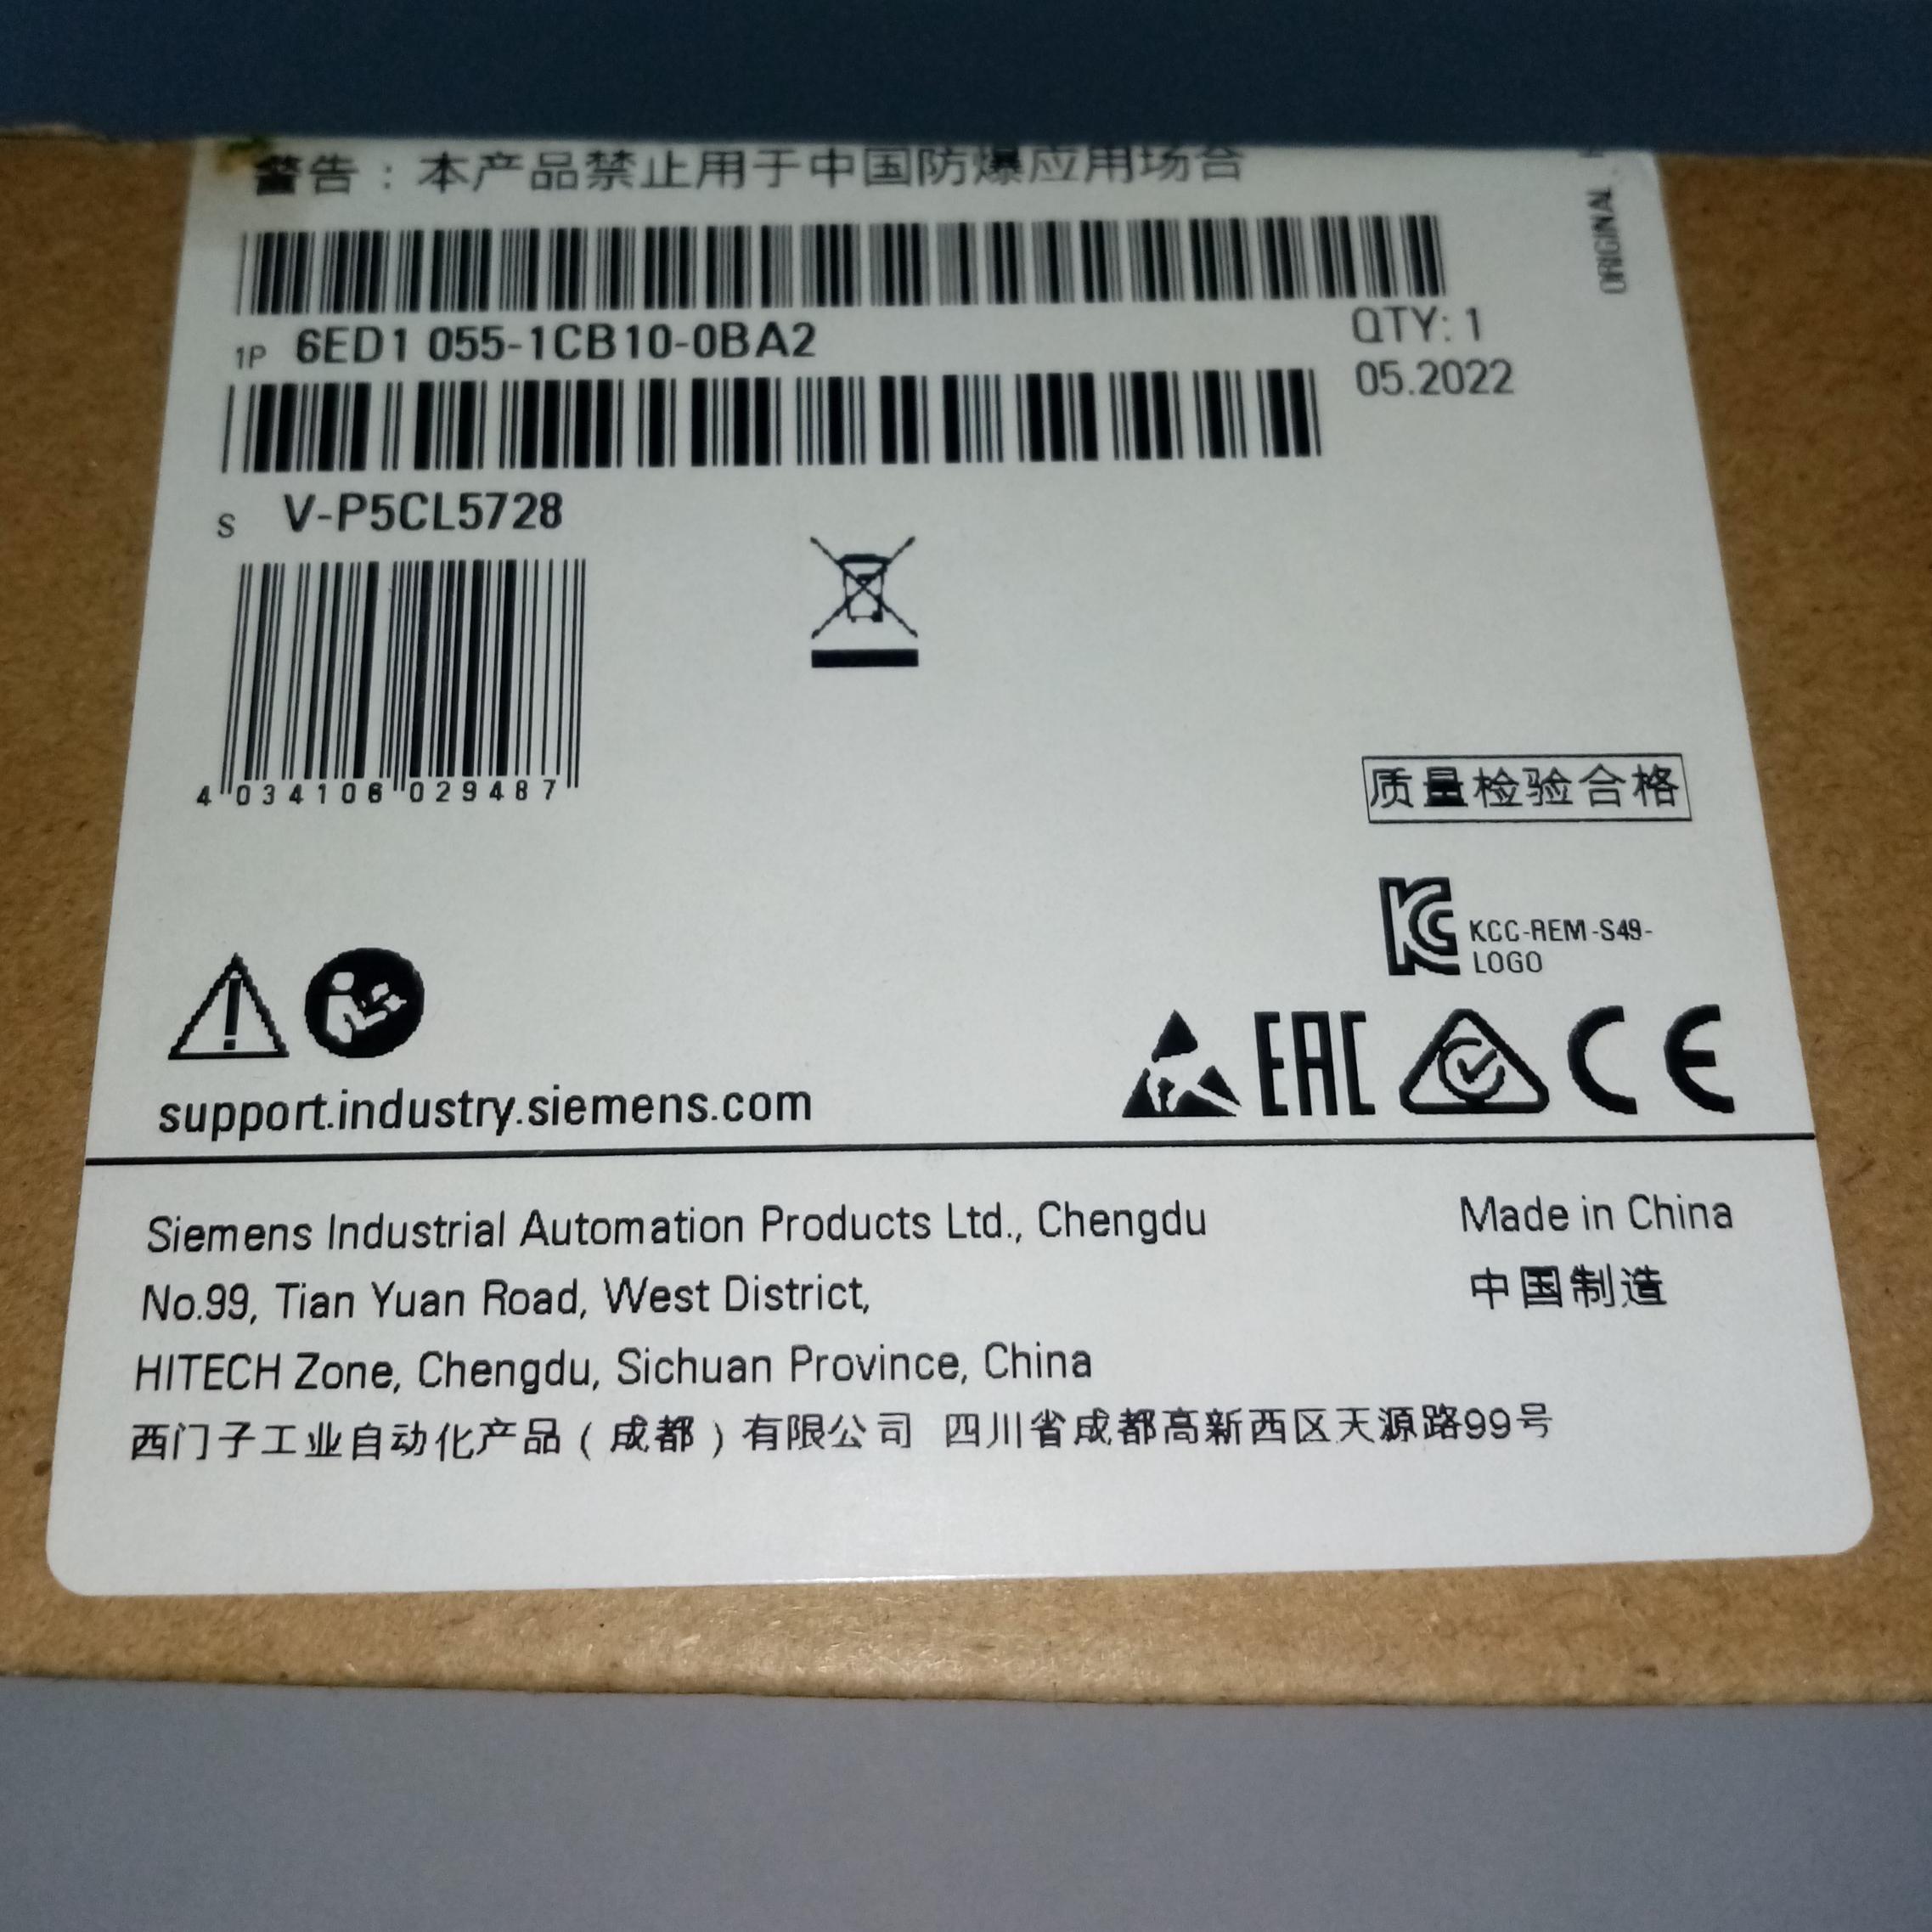 警告：本产品禁止用于中国防爆应用场合
ORIGINAL
1P 6ED1 055-1CB10-0BA2
QTY: 1
05.2022
S V-P5CL5728
4 034106 029487
质量检验合格
KCC-REM-S49-
LOGO
EAC
CE
support.industry.siemens.com
Siemens Industrial Automation Products Ltd., Chengdu
No.99, Tian Yuan Road, West District,
HITECH Zone, Chengdu, Sichuan Province, China
西门子工业自动化产品（成都）有限公司 四川省成都高新西区天源路99号
Made in China
中国制造